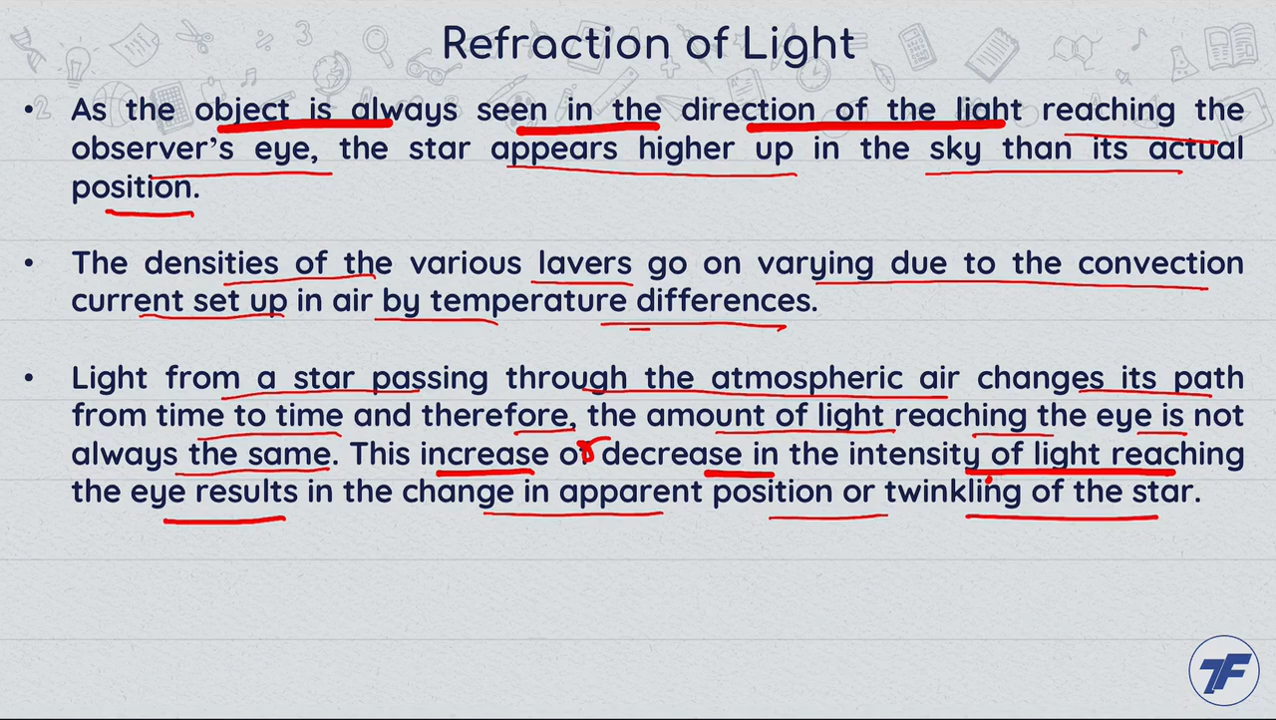 Refraction of Light
• As the object is always seen in the direction of the light reaching the
observer's eye, the star appears higher up in the sky than its actual
position.
• The densities of the various lavers go on varying due to the convection
current set up in air by temperature differences.
• Light from a star passing through the atmospheric air changes its path
from time to time and therefore, the amount of light reaching the eye is not
always the same. This increase or decrease in the intensity of light reaching
the eye results in the change in apparent position or twinkling of the star.